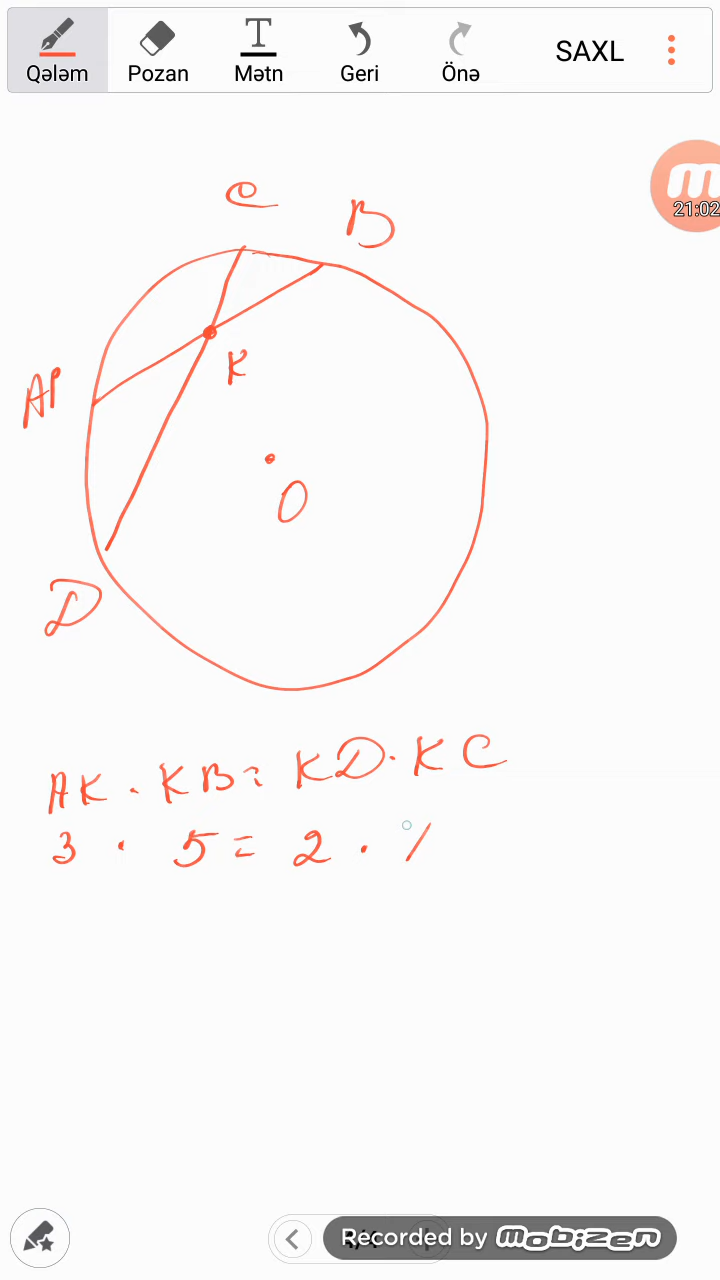 Qələm Pozan Mətn Geri Önə SAXL
21:02
C
B
K
A
O
D
AK · KB = KD · KC
3 · 5 = 2 ·
Recorded by mobizen